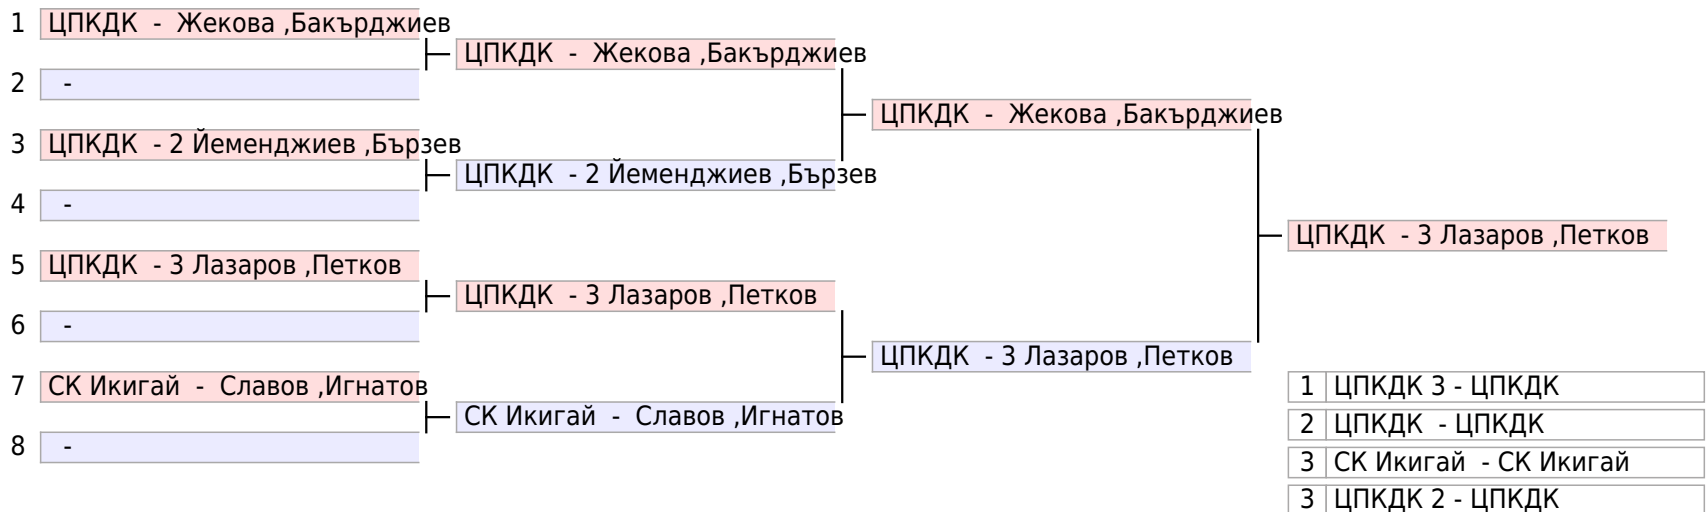 1 ЦПКДК - Жекова ,Бакърджиев
ЦПКДК - Жекова ,Бакърджиев
2 -
ЦПКДК - Жекова ,Бакърджиев
3 ЦПКДК - 2 Йеменджиев ,Бързев
ЦПКДК - 2 Йеменджиев ,Бързев
4 -
ЦПКДК - 3 Лазаров ,Петков
5 ЦПКДК - 3 Лазаров ,Петков
ЦПКДК - 3 Лазаров ,Петков
6 -
ЦПКДК - 3 Лазаров ,Петков
7 СК Икигай - Славов ,Игнатов
СК Икигай - Славов ,Игнатов
8 -
1 ЦПКДК 3 - ЦПКДК
2 ЦПКДК - ЦПКДК
3 СК Икигай - СК Икигай
3 ЦПКДК 2 - ЦПКДК